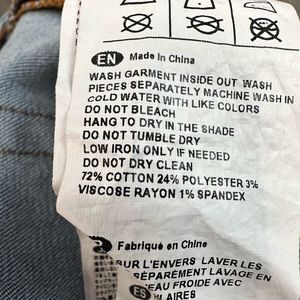 EN Made in China
WASH GARMENT INSIDE OUT WASH
PIECES SEPARATELY MACHINE WASH IN
COLD WATER WITH LIKE COLORS
DO NOT BLEACH
HANG TO DRY IN THE SHADE
DO NOT TUMBLE DRY
LOW IRON ONLY IF NEEDED
DO NOT DRY CLEAN
72% COTTON 24% POLYESTER 3%
VISCOSE RAYON 1% SPANDEX
Fabriqué en Chine
SUR L'ENVERS LAVER LES
SÉPARÉMENT LAVAGE EN
EAU FROIDE AVEC
ES